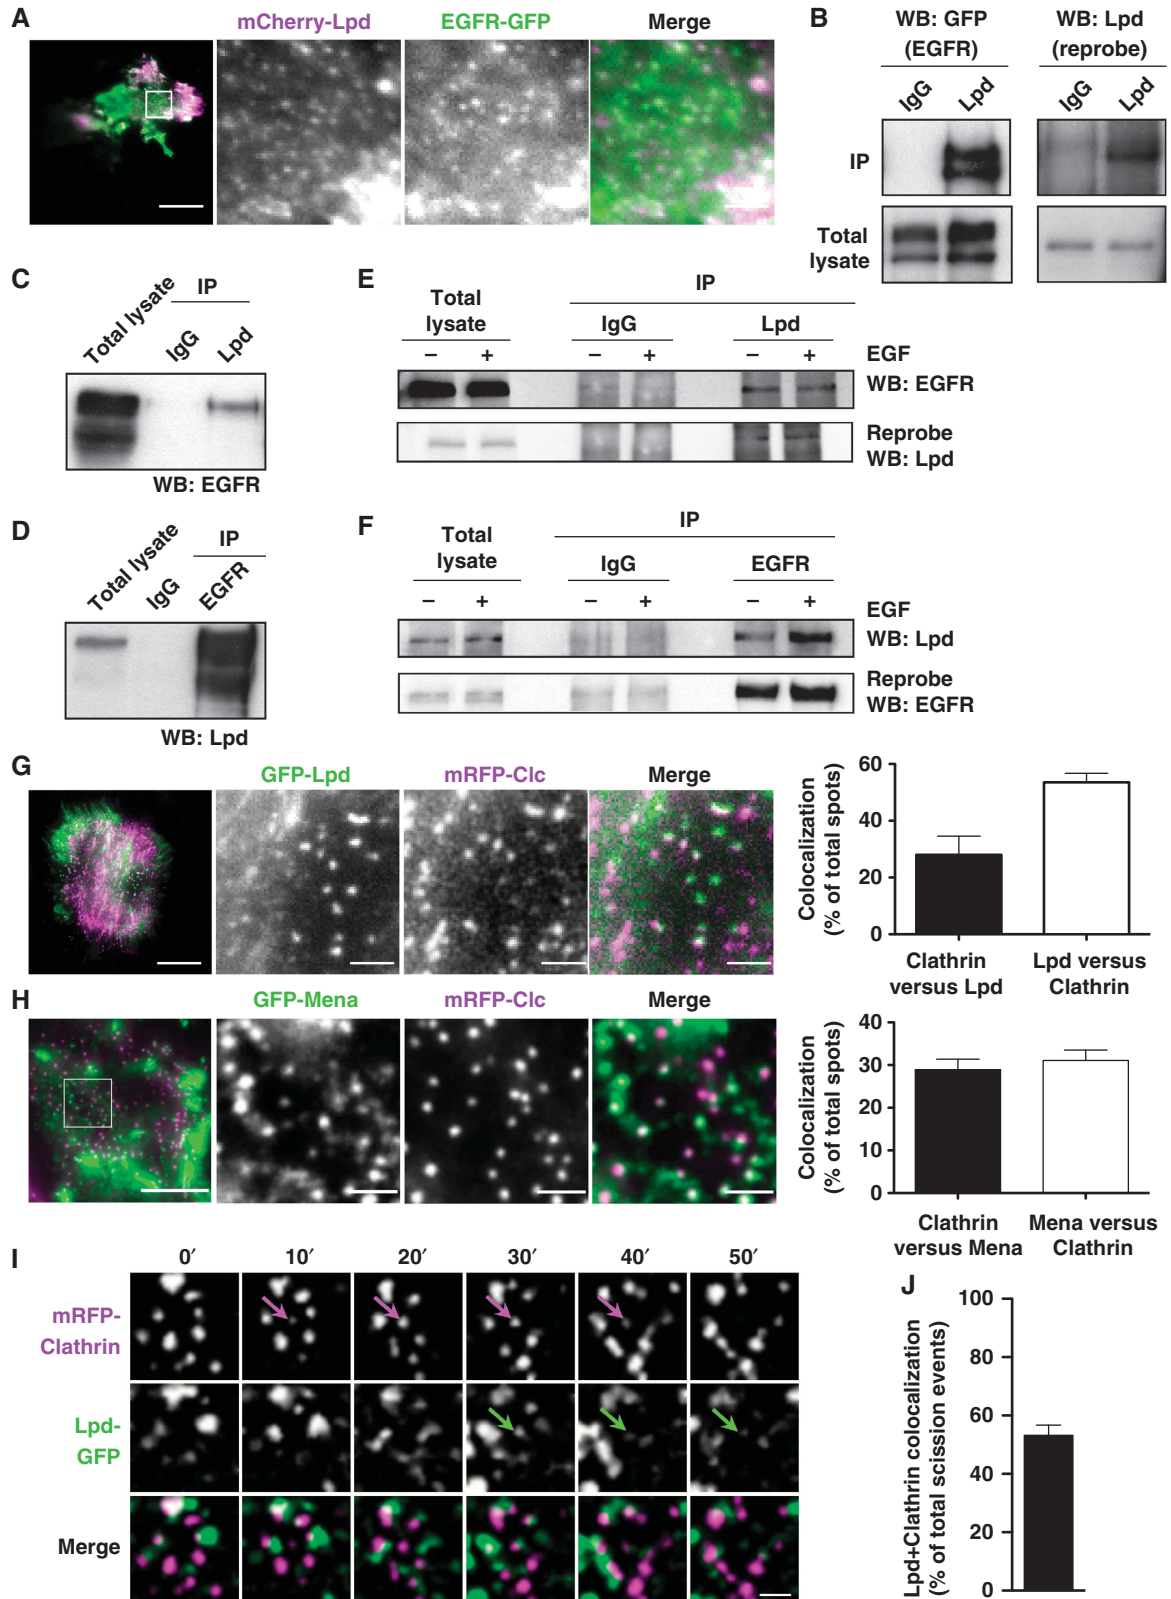 A
mCherry-Lpd
EGFR-GFP
Merge
B
WB: GFP
(EGFR)
WB: Lpd
(reprobe)
IgG
Lpd
IgG
Lpd
IP
Total
lysate
C
Total lysate
IP
IgG
Lpd
WB: EGFR
D
Total lysate
IP
IgG
EGFR
WB: Lpd
E
Total
lysate
IP
IgG
Lpd
− + − + − + EGF
WB: EGFR
Reprobe
WB: Lpd
F
Total
lysate
IP
IgG
EGFR
− + − + − + EGF
WB: Lpd
Reprobe
WB: EGFR
G
GFP-Lpd
mRFP-Clc
Merge
Colocalization
(% of total spots)
60
40
20
0
Clathrin
versus Lpd
Lpd versus
Clathrin
H
GFP-Mena
mRFP-Clc
Merge
Colocalization
(% of total spots)
40
30
20
10
0
Clathrin
versus Mena
Mena versus
Clathrin
I
0′ 10′ 20′ 30′ 40′ 50′
mRFP-
Clathrin
Lpd-
GFP
Merge
J
Lpd+Clathrin colocalization
(% of total scission events)
100
80
60
40
20
0